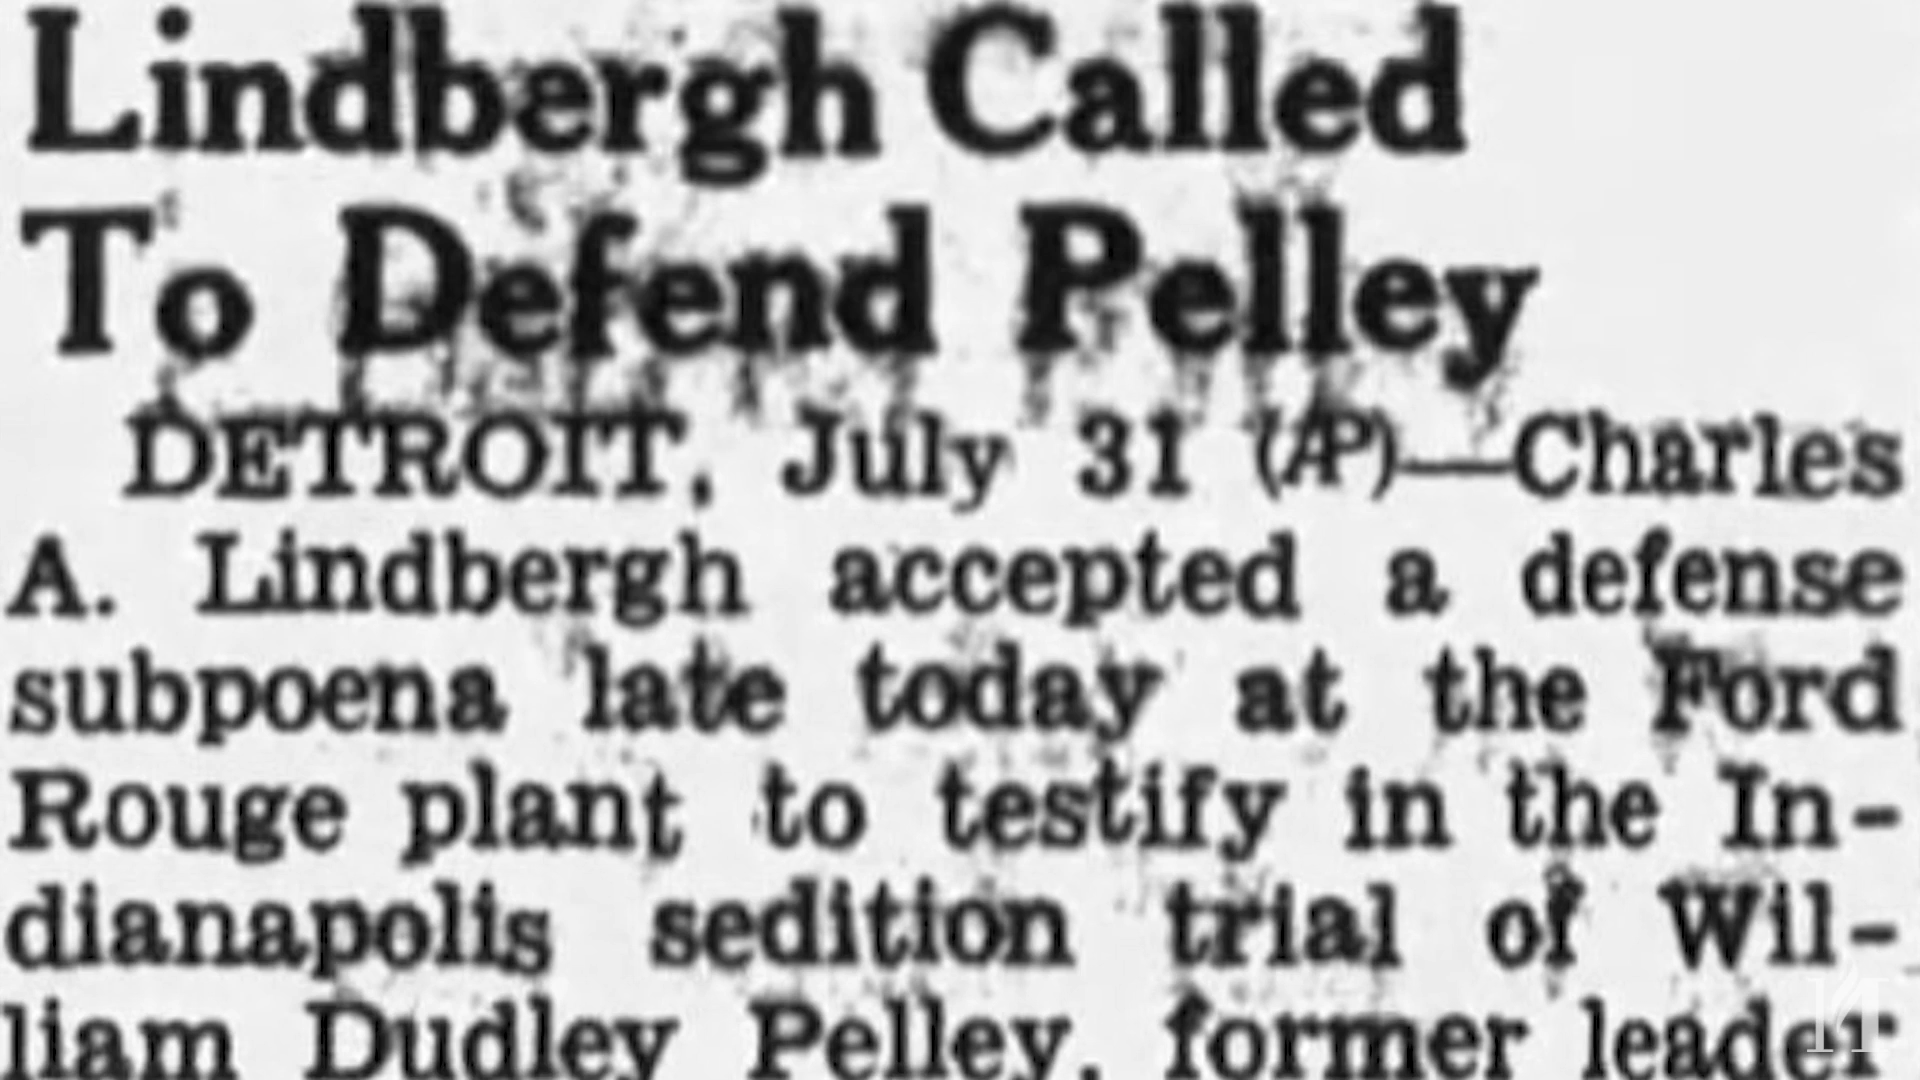 Lindbergh Called
To Defend Pelley
DETROIT, July 31 (AP)—Charles
A. Lindbergh accepted a defense
subpoena late today at the Ford
Rouge plant to testify in the In-
dianapolis sedition trial of Wil-
liam Dudley Pelley, former leader